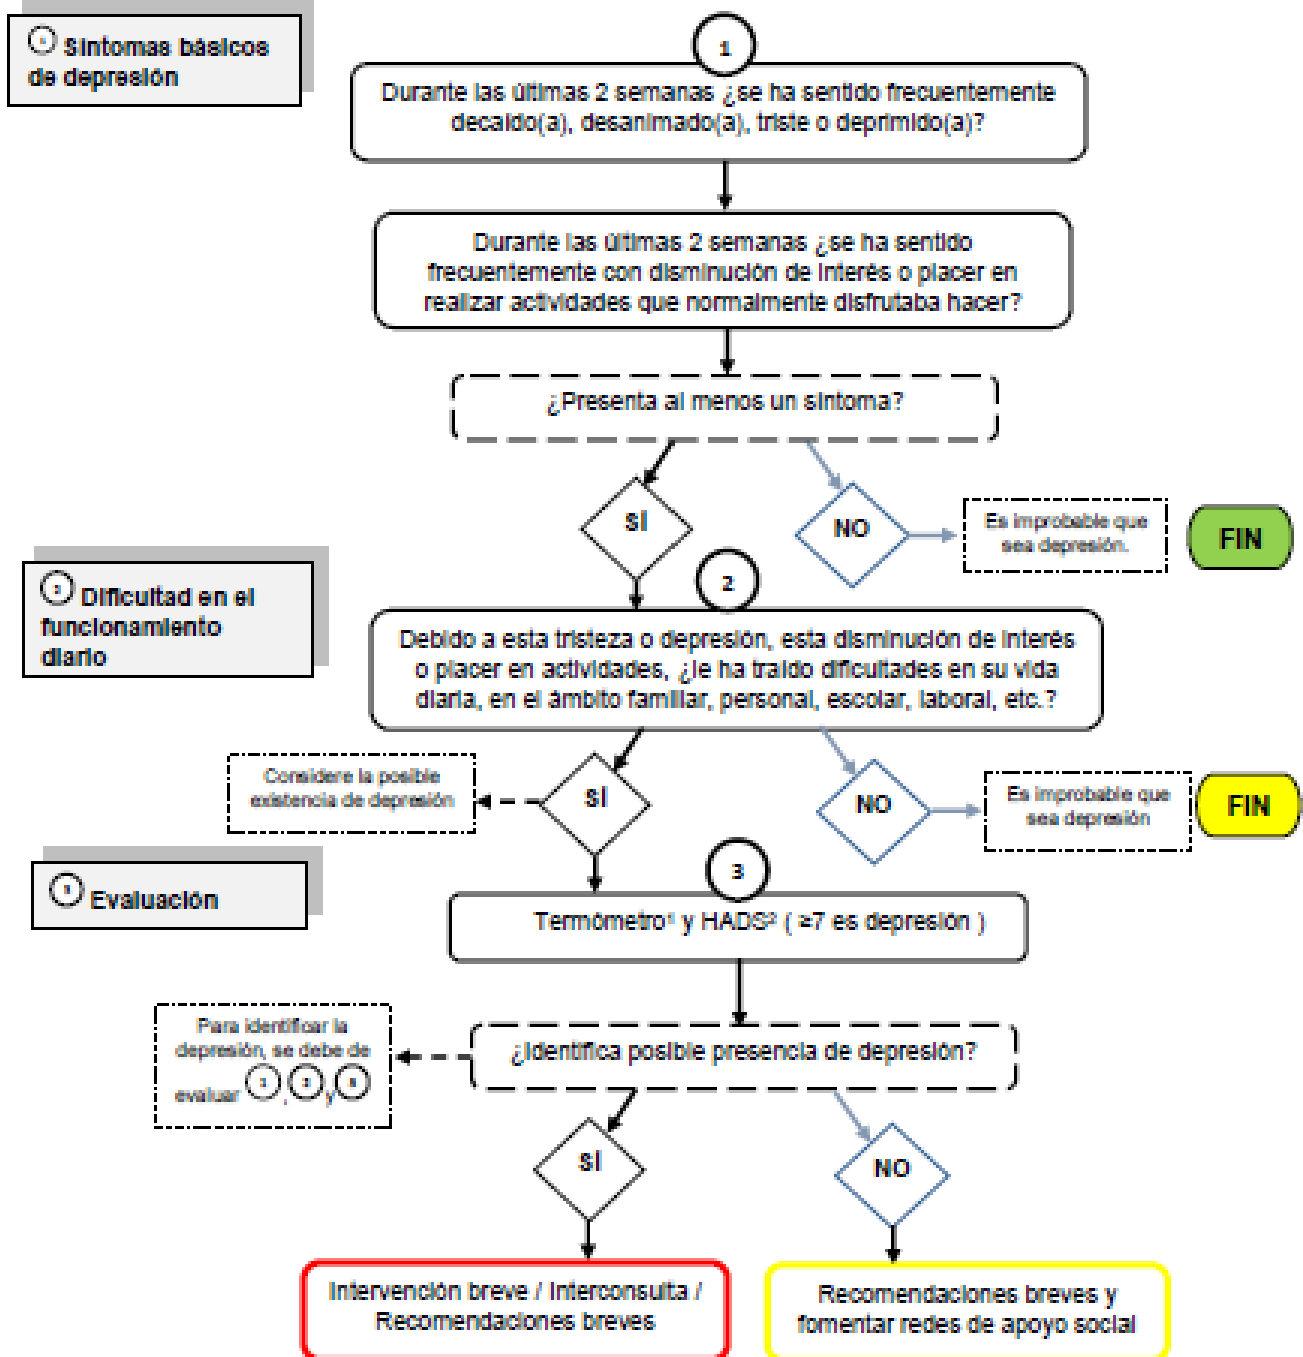 ① Síntomas básicos
de depresión
1
Durante las últimas 2 semanas ¿se ha sentido frecuentemente
decaído(a), desanimado(a), triste o deprimido(a)?
Durante las últimas 2 semanas ¿se ha sentido
frecuentemente con disminución de interés o placer en
realizar actividades que normalmente disfrutaba hacer?
¿Presenta al menos un síntoma?
SÍ
NO
Es improbable que
sea depresión.
FIN
② Dificultad en el
funcionamiento
diario
2
Debido a esta tristeza o depresión, esta disminución de interés
o placer en actividades, ¿le ha traído dificultades en su vida
diaria, en el ámbito familiar, personal, escolar, laboral, etc.?
Considere la posible
existencia de depresión
SÍ
NO
Es improbable que
sea depresión
FIN
③ Evaluación
3
Termómetro¹ y HADS² ( ≥7 es depresión )
Para identificar la
depresión, se debe de
evaluar ①, ② y ③
¿Identifica posible presencia de depresión?
SÍ
NO
Intervención breve / Interconsulta /
Recomendaciones breves
Recomendaciones breves y
fomentar redes de apoyo social